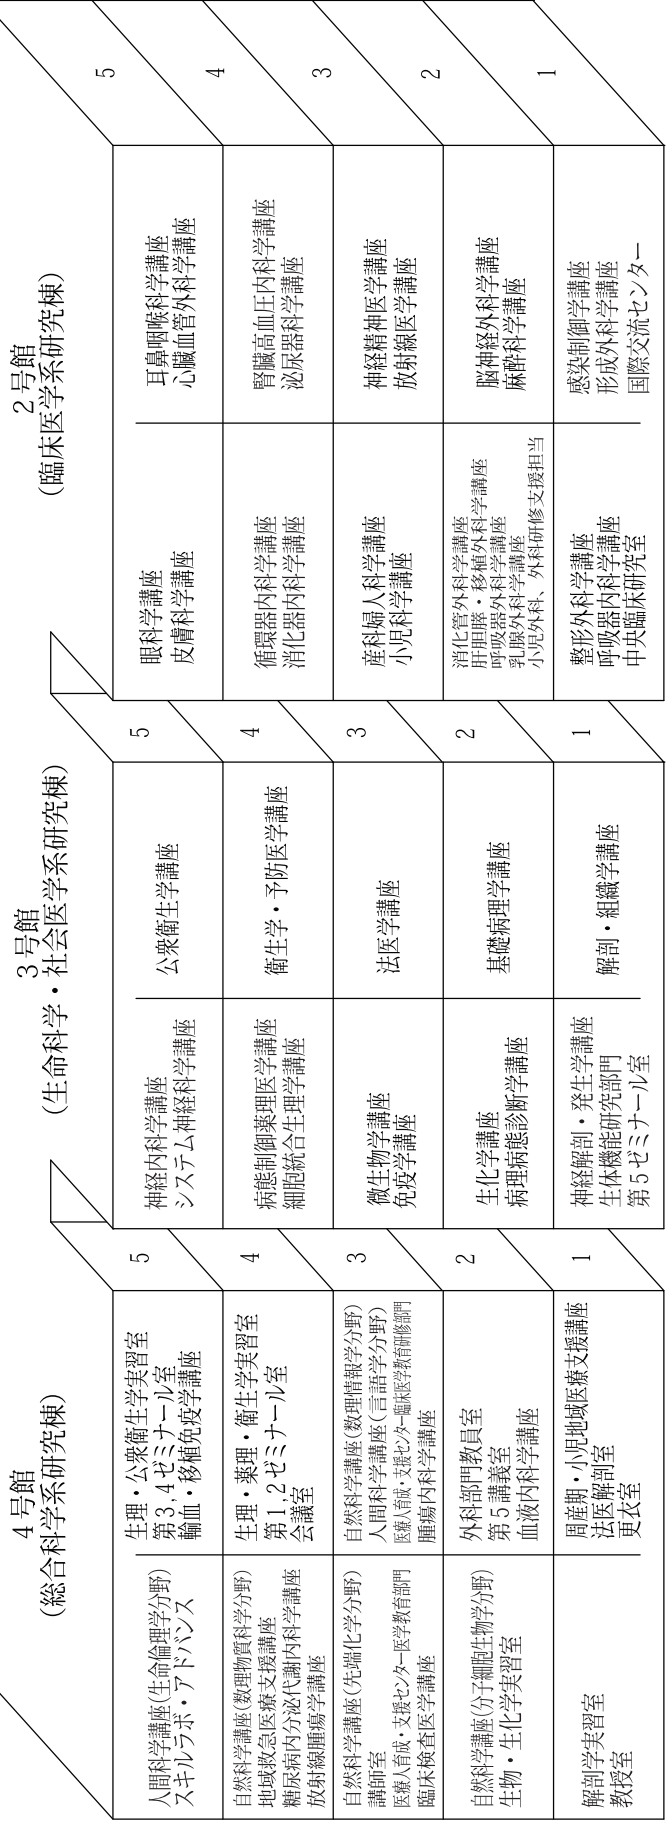 4号館
(総合科学系研究棟)
5
人間科学講座(生命倫理学分野)
スキルラボ・アドバンス
生理・公衆衛生学実習室
第3,4ゼミナール室
輸血・移植免疫学講座
4
自然科学講座(数理物質科学分野)
地域救急医療支援講座
糖尿病内分泌代謝内科学講座
放射線腫瘍学講座
生理・薬理・衛生学実習室
第1,2ゼミナール室
会議室
3
自然科学講座(先端化学分野)
講師室
医療人育成・支援センター医学教育部門
臨床検査医学講座
自然科学講座(数理情報学分野)
人間科学講座(言語学分野)
医療人育成・支援センター臨床医学教育研修部門
腫瘍内科学講座
2
自然科学講座(分子細胞生物学分野)
生物・生化学実習室
外科部門教員室
第5講義室
血液内科学講座
1
解剖学実習室
教授室
周産期・小児地域医療支援講座
法医解剖室
更衣室
3号館
(生命科学・社会医学系研究棟)
5
神経内科学講座
システム神経科学講座
公衆衛生学講座
4
病態制御薬理医学講座
細胞統合生理学講座
衛生学・予防医学講座
3
微生物学講座
免疫学講座
法医学講座
2
生化学講座
病理病態診断学講座
基礎病理学講座
1
神経解剖・発生学講座
生体機能研究部門
第5ゼミナール室
解剖・組織学講座
2号館
(臨床医学系研究棟)
5
眼科学講座
皮膚科学講座
耳鼻咽喉科学講座
心臓血管外科学講座
4
循環器内科学講座
消化器内科学講座
腎臓高血圧内科学講座
泌尿器科学講座
3
産科婦人科学講座
小児科学講座
神経精神医学講座
放射線医学講座
2
消化管外科学講座
肝胆膵・移植外科学講座
呼吸器外科学講座
乳腺外科学講座
小児外科、外科研修支援担当
脳神経外科学講座
麻酔科学講座
1
整形外科学講座
呼吸器内科学講座
中央臨床研究室
感染制御学講座
形成外科学講座
国際交流センター